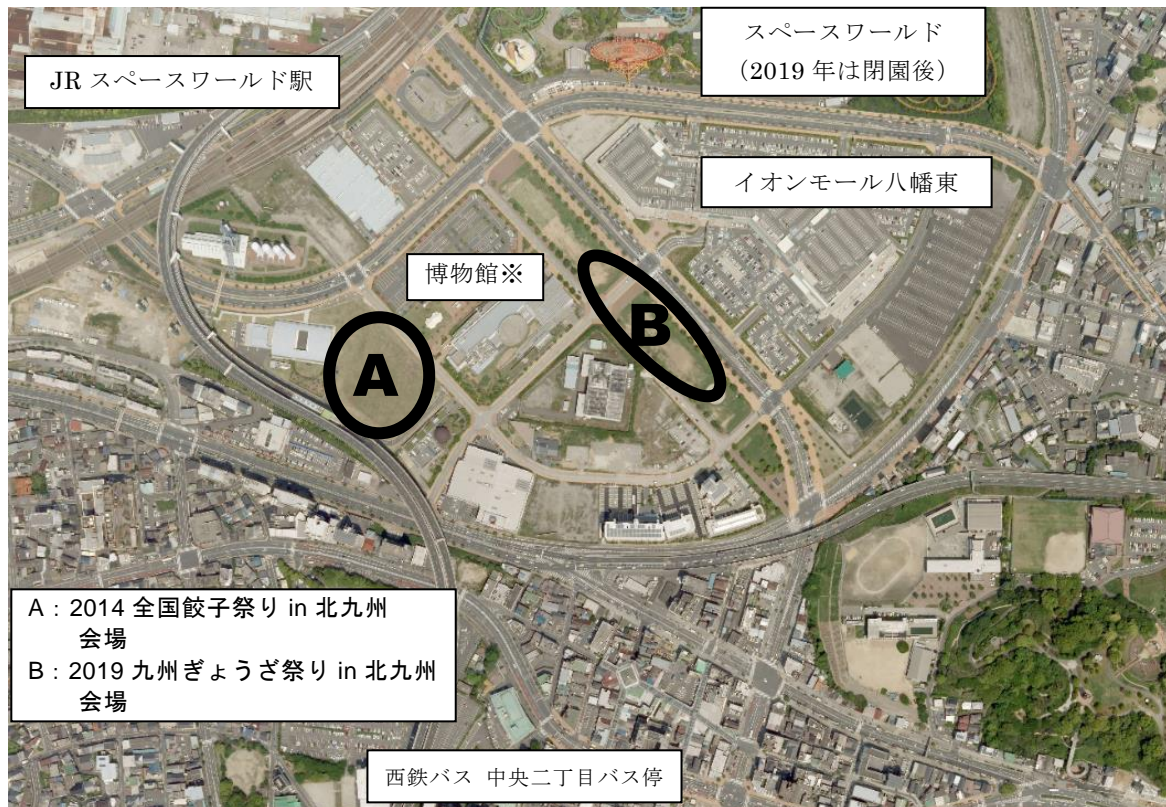 スペースワールド
（2019 年は閉園後）
JR スペースワールド駅
イオンモール八幡東
博物館※
B
A
A：2014 全国餃子祭り in 北九州
会場
B：2019 九州ぎょうざ祭り in 北九州
会場
西鉄バス 中央二丁目バス停